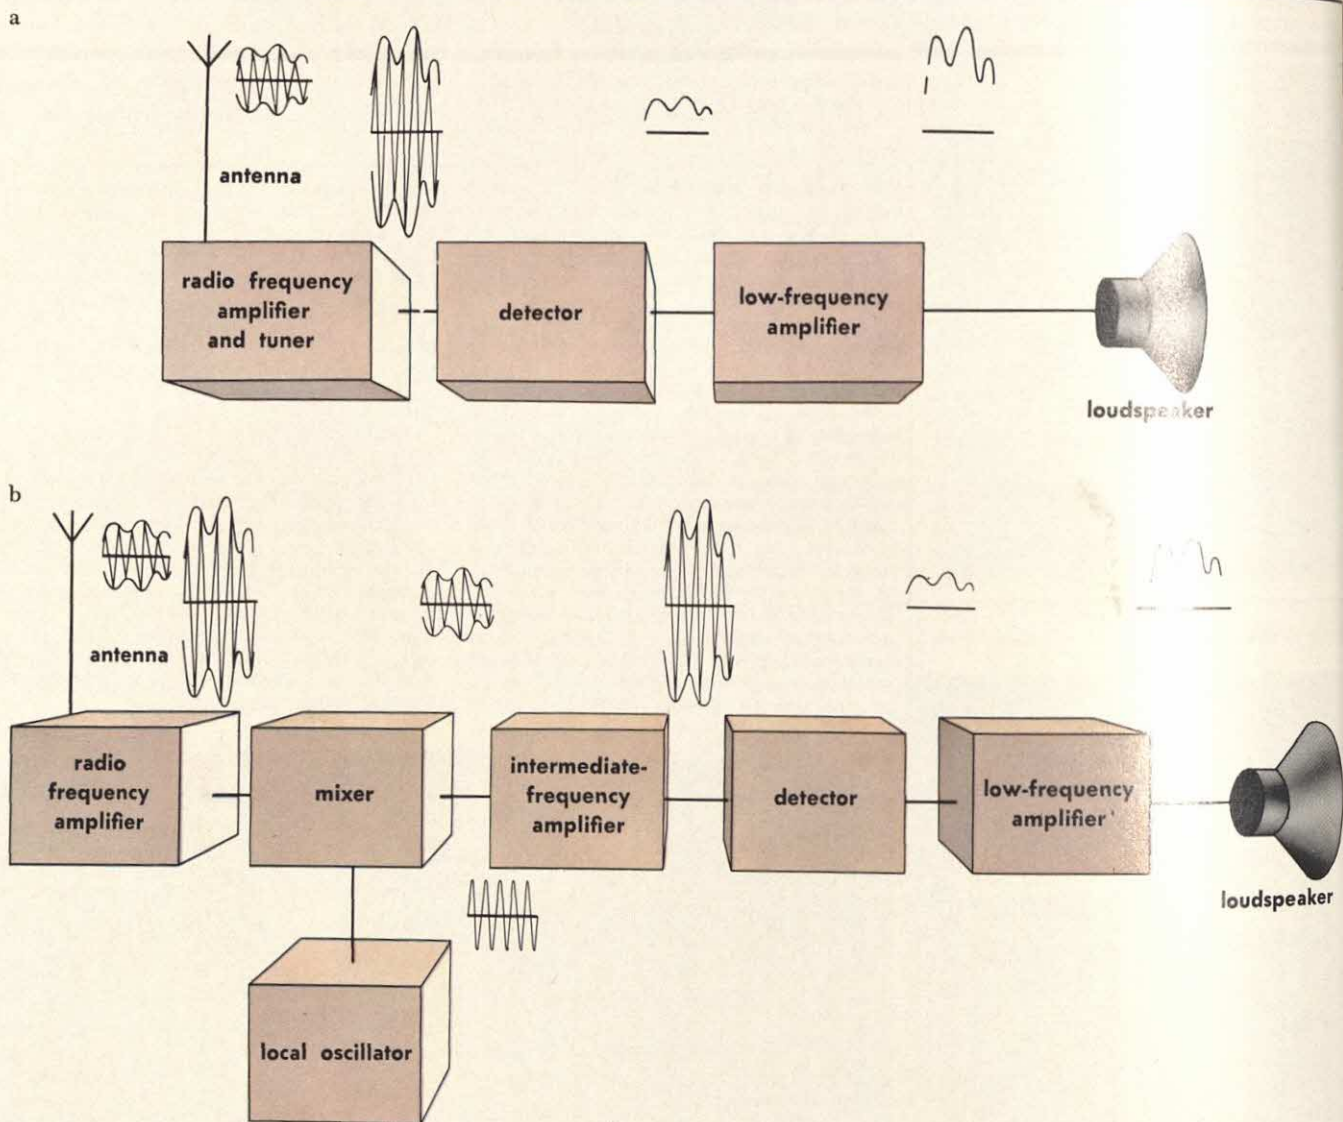 a
antenna
radio frequency
amplifier
and tuner
detector
low-frequency
amplifier
loudspeaker
b
antenna
radio
frequency
amplifier
mixer
intermediate-
frequency
amplifier
detector
low-frequency
amplifier
loudspeaker
local oscillator